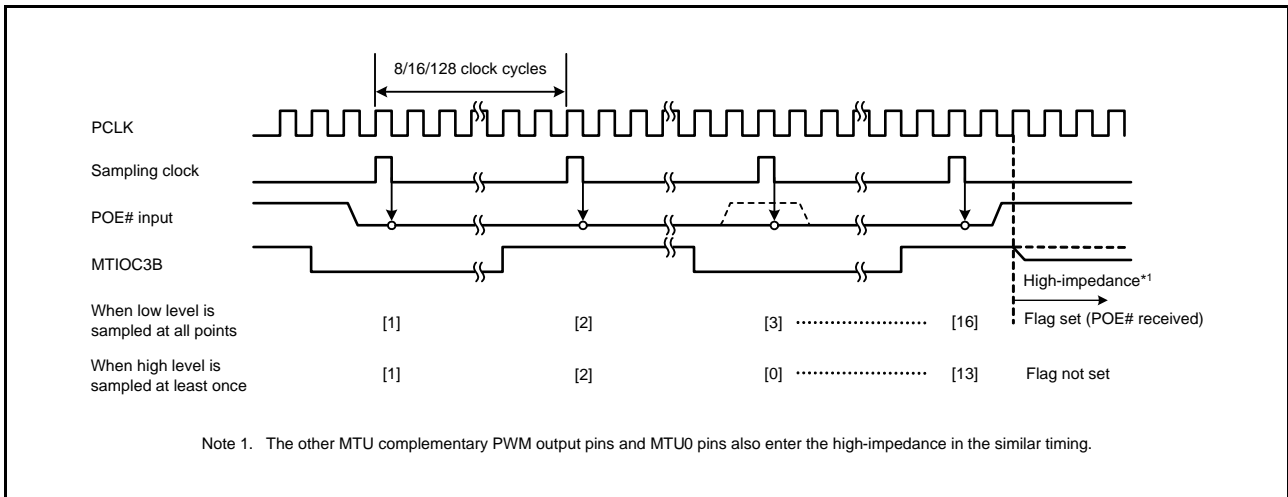 8/16/128 clock cycles
PCLK
Sampling clock
POE# input
MTIOC3B
High-impedance*1
When low level is
sampled at all points
[1] [2] [3] [16] Flag set (POE# received)
When high level is
sampled at least once
[1] [2] [0] [13] Flag not set
Note 1. The other MTU complementary PWM output pins and MTU0 pins also enter the high-impedance in the similar timing.